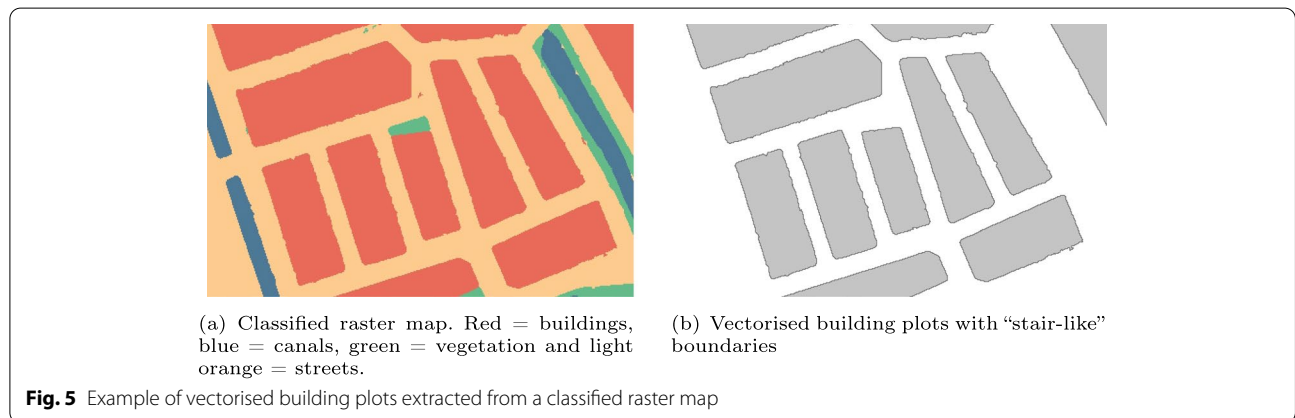 (a) Classified raster map. Red = buildings,
blue = canals, green = vegetation and light
orange = streets.
(b) Vectorised building plots with “stair-like”
boundaries
Fig. 5 Example of vectorised building plots extracted from a classified raster map